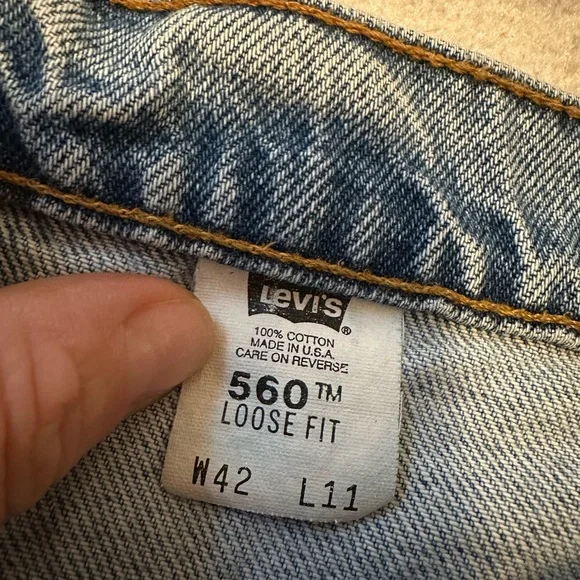 Levi's
®
100% COTTON
MADE IN U.S.A.
CARE ON REVERSE
560™
LOOSE FIT
W42 L11